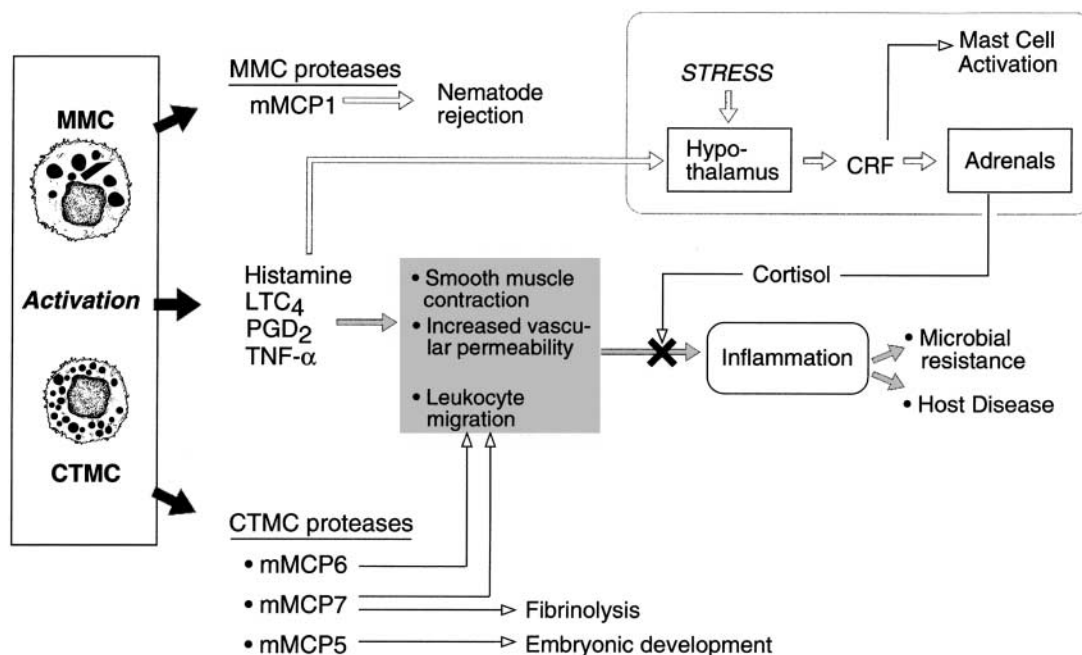 MMC
Activation
CTMC
MMC proteases
mMCP1
Nematode
rejection
STRESS
Hypo-
thalamus
CRF
Adrenals
Mast Cell
Activation
Histamine
LTC4
PGD2
TNF-α
• Smooth muscle
contraction
• Increased vascu-
lar permeability
• Leukocyte
migration
Cortisol
Inflammation
• Microbial
resistance
• Host Disease
CTMC proteases
• mMCP6
• mMCP7
• mMCP5
Fibrinolysis
Embryonic development